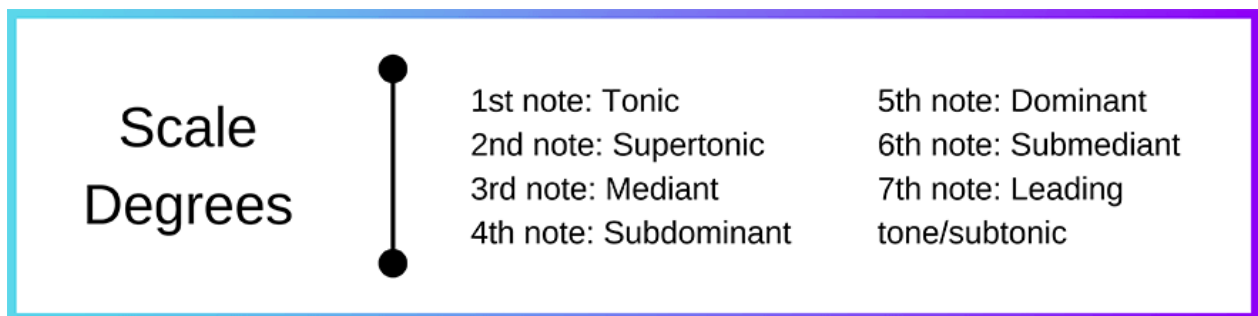 Scale
Degrees
1st note: Tonic
2nd note: Supertonic
3rd note: Mediant
4th note: Subdominant
5th note: Dominant
6th note: Submediant
7th note: Leading
tone/subtonic